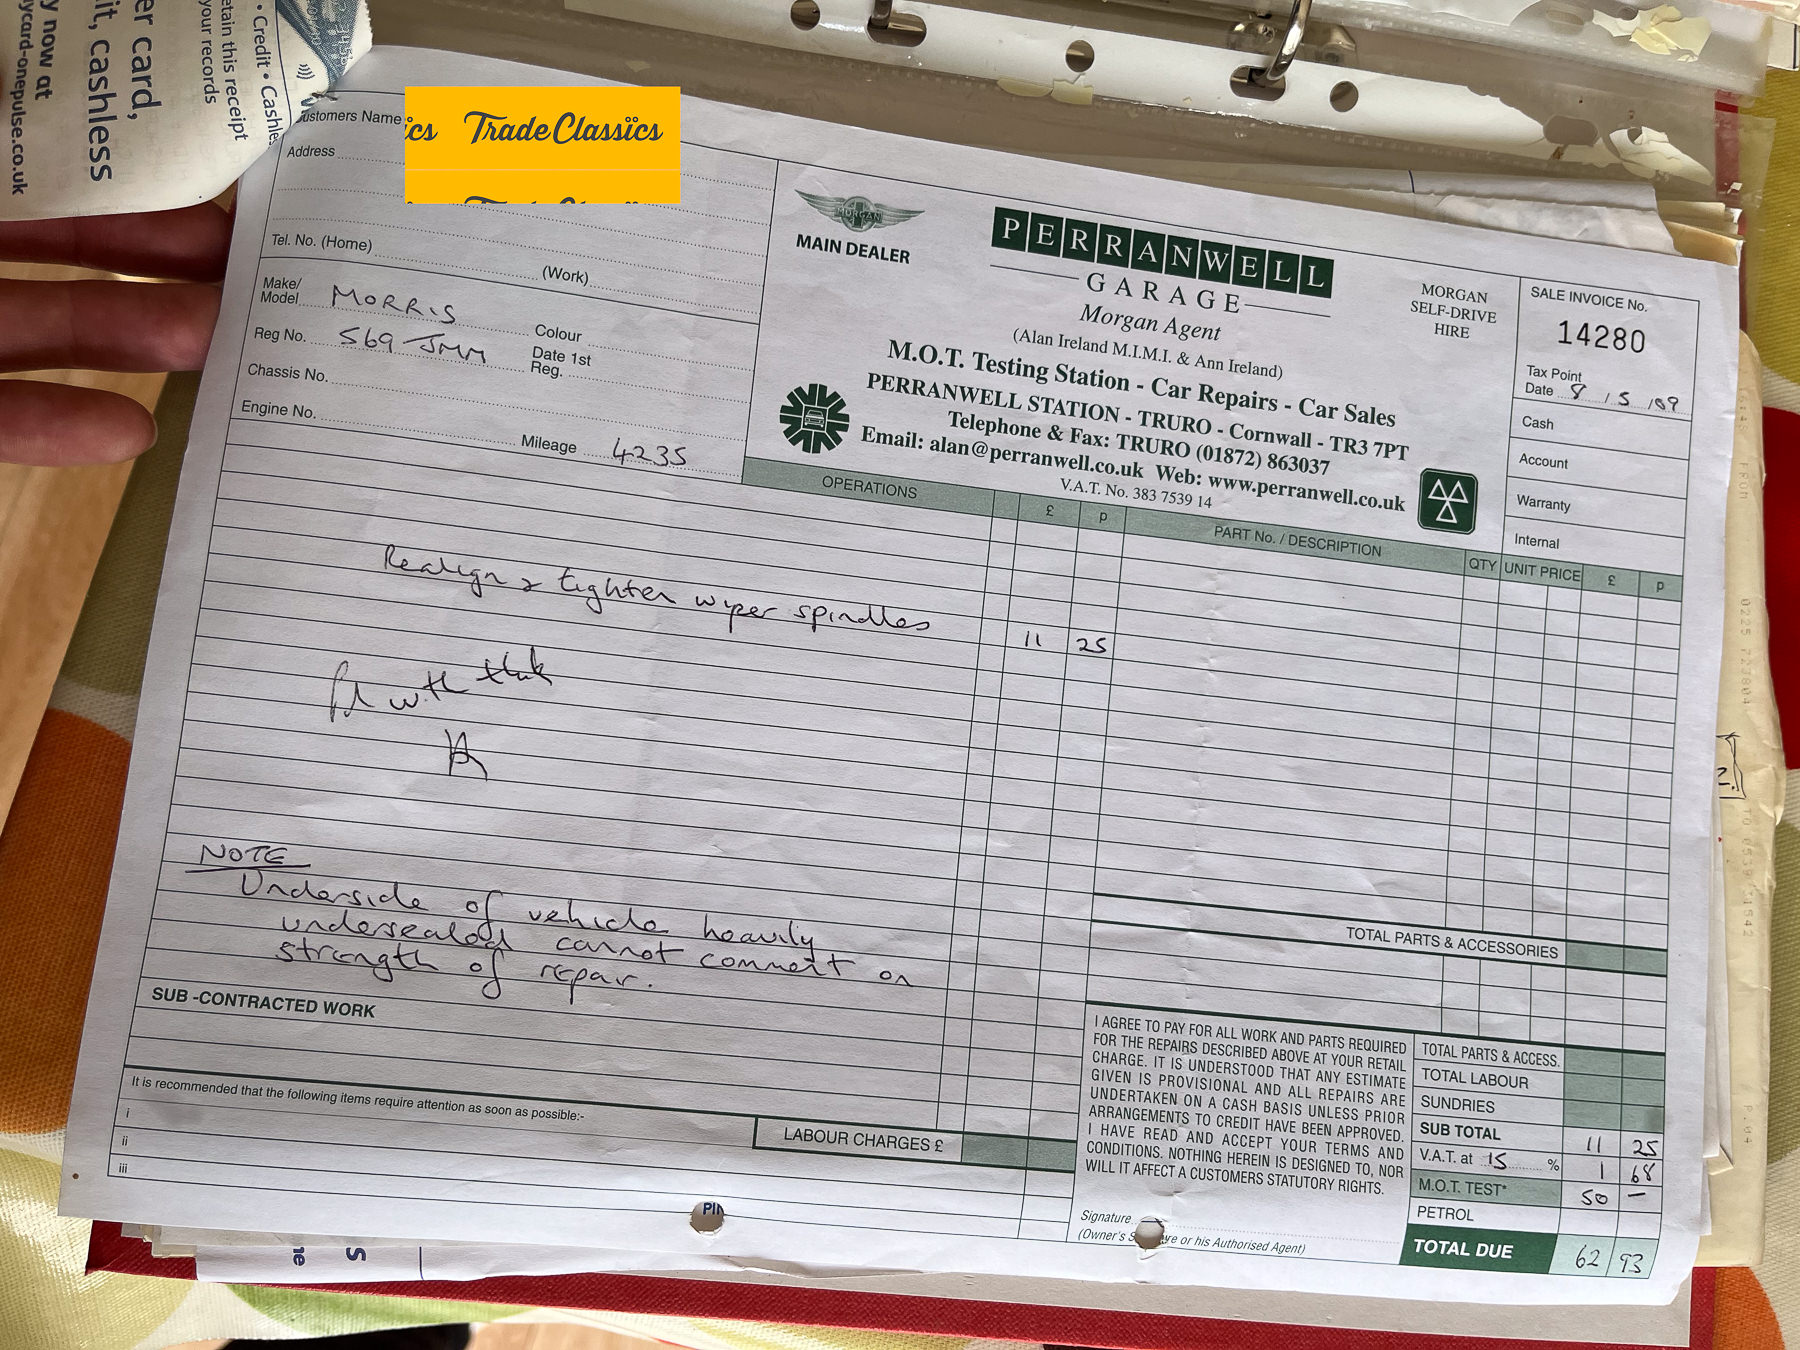 er card,
it, cashless
y now at
ycard-onepulse.co.uk
• Credit • Cashle
etain this receipt
your records
ustomers Name
ics TradeClassics
Address
Tel. No. (Home)
(Work)
Make/
Model MORRIS
Colour
Reg No. 569 JMM
Date 1st
Reg.
Chassis No.
Engine No.
Mileage 4235
MORGAN
MAIN DEALER
PERRANWELL
GARAGE
Morgan Agent
(Alan Ireland M.I.M.I. & Ann Ireland)
M.O.T. Testing Station - Car Repairs - Car Sales
PERRANWELL STATION - TRURO - Cornwall - TR3 7PT
Telephone & Fax: TRURO (01872) 863037
Email: alan@perranwell.co.uk Web: www.perranwell.co.uk
V.A.T. No. 383 7539 14
MORGAN
SELF-DRIVE
HIRE
SALE INVOICE No.
14280
Tax Point
Date 8 / 5 /09
Cash
Account
Warranty
Internal
OPERATIONS £ p PART No. / DESCRIPTION QTY UNIT PRICE £ p
Realign & tighten wiper spindles 11 25
Pd with
NOTE
Underside of vehicle heavily
undersealed cannot comment on
strength of repair.
SUB -CONTRACTED WORK
It is recommended that the following items require attention as soon as possible:-
i
ii
iii
LABOUR CHARGES £
TOTAL PARTS & ACCESSORIES
I AGREE TO PAY FOR ALL WORK AND PARTS REQUIRED
FOR THE REPAIRS DESCRIBED ABOVE AT YOUR RETAIL
CHARGE. IT IS UNDERSTOOD THAT ANY ESTIMATE
GIVEN IS PROVISIONAL AND ALL REPAIRS ARE
UNDERTAKEN ON A CASH BASIS UNLESS PRIOR
ARRANGEMENTS TO CREDIT HAVE BEEN APPROVED.
I HAVE READ AND ACCEPT YOUR TERMS AND
CONDITIONS. NOTHING HEREIN IS DESIGNED TO, NOR
WILL IT AFFECT A CUSTOMERS STATUTORY RIGHTS.
Signature
(Owner's S ye or his Authorised Agent)
TOTAL PARTS & ACCESS.
TOTAL LABOUR
SUNDRIES
SUB TOTAL 11 25
V.A.T. at 15 % 1 68
M.O.T. TEST* 50 —
PETROL
TOTAL DUE 62 93